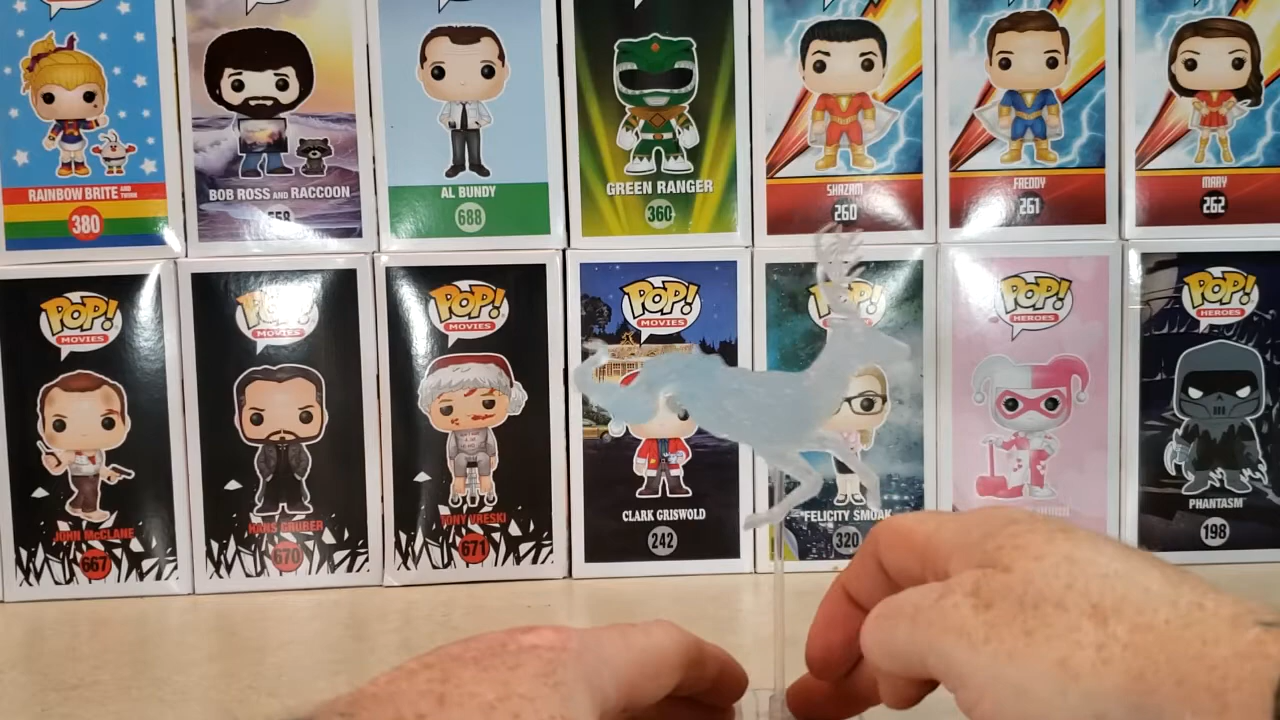 RAINBOW BRITE AND TWINK
380
BOB ROSS AND RACCOON
558
AL BUNDY
688
GREEN RANGER
360
SHAZAM
260
FREDDY
261
MARY
262
POP!
MOVIES
JOHN McCLANE
667
POP!
MOVIES
HANS GRUBER
670
POP!
MOVIES
TONY VRESKI
671
POP!
MOVIES
CLARK GRISWOLD
242
POP!
FELICITY SMOAK
320
POP!
HEROES
POP!
HEROES
PHANTASM
198